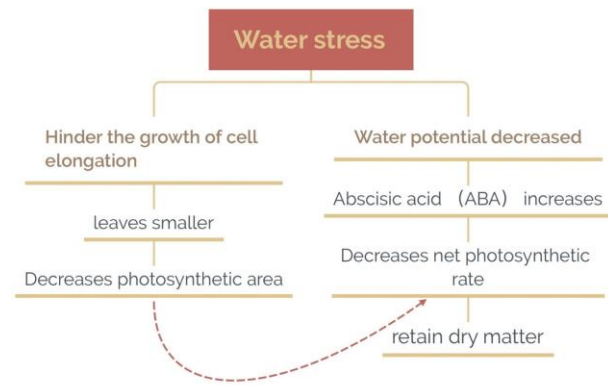 Water stress
Hinder the growth of cell
elongation
leaves smaller
Decreases photosynthetic area
Water potential decreased
Abscisic acid （ABA） increases
Decreases net photosynthetic
rate
retain dry matter